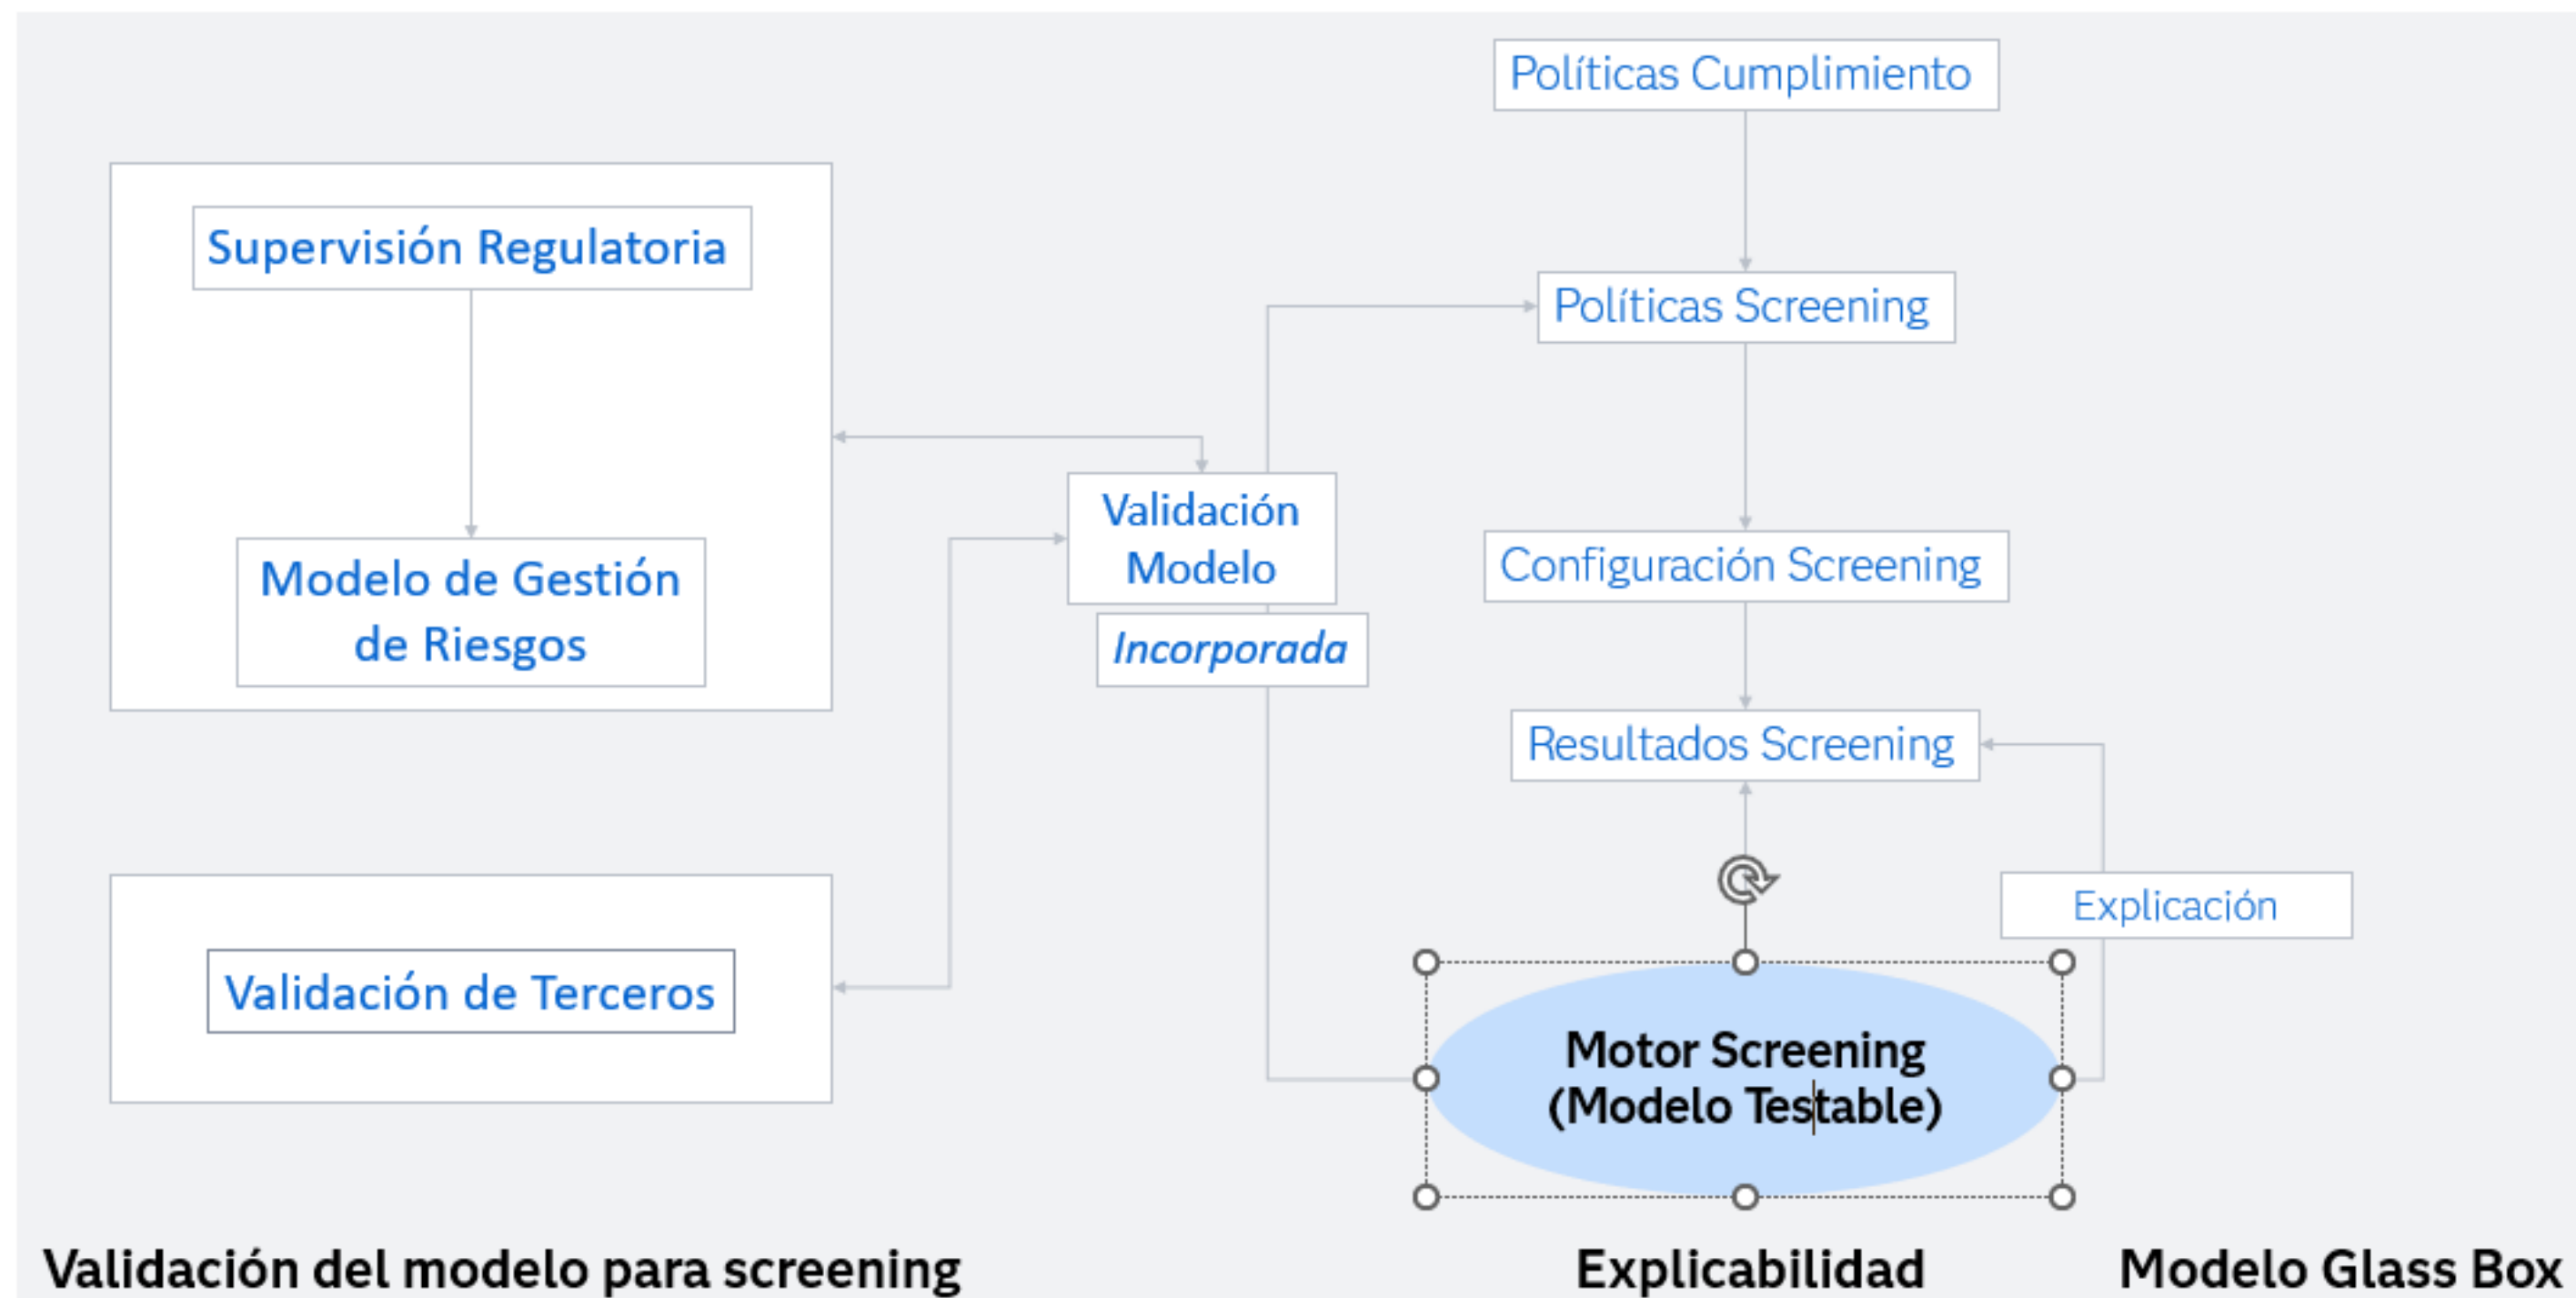 Políticas Cumplimiento
Supervisión Regulatoria
Políticas Screening
Validación
Modelo
Incorporada
Configuración Screening
Modelo de Gestión
de Riesgos
Resultados Screening
Explicación
Validación de Terceros
Motor Screening
(Modelo Testable)
Validación del modelo para screening
Explicabilidad
Modelo Glass Box